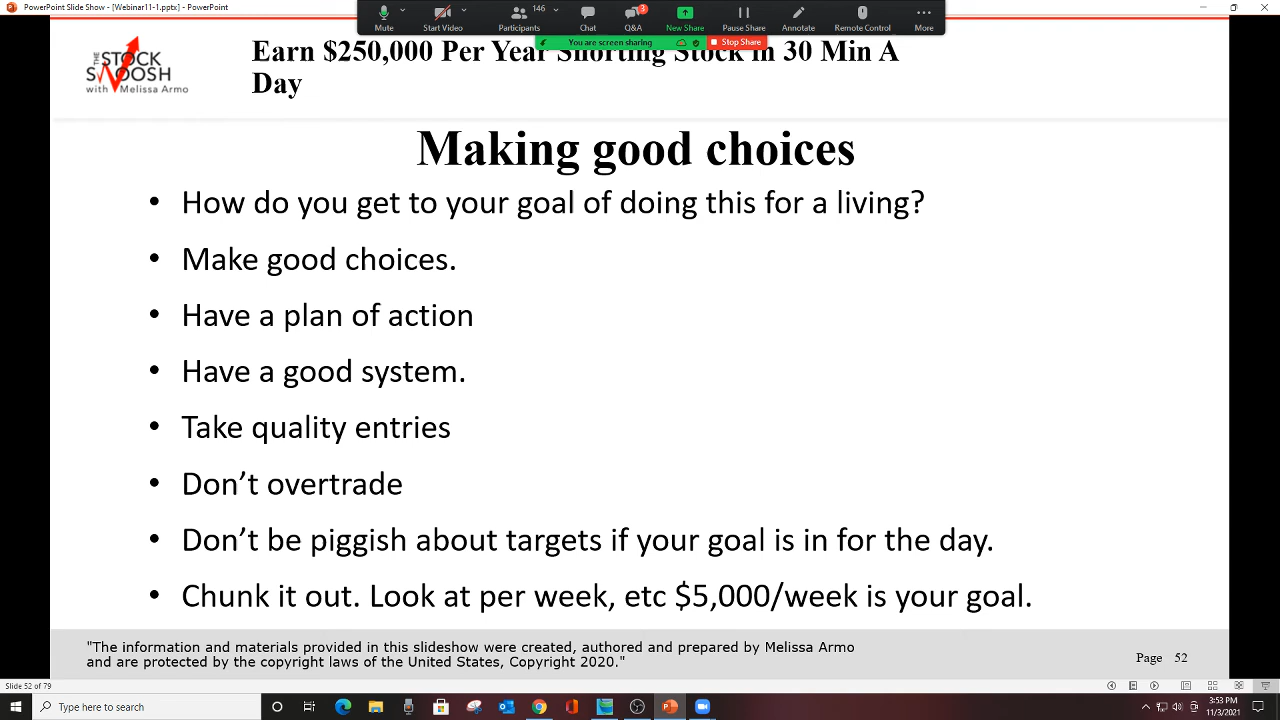 PowerPoint Slide Show - [Webinar11-1.pptx] - PowerPoint
146
3
Mute
Start Video
Participants
Chat
Q&A
New Share
Pause Share
Annotate
Remote Control
More
You are screen sharing
Stop Share
THE STOCK
SWOOSH
with Melissa Armo
Earn $250,000 Per Year Shorting Stock in 30 Min A
Day
Making good choices
• How do you get to your goal of doing this for a living?
• Make good choices.
• Have a plan of action
• Have a good system.
• Take quality entries
• Don’t overtrade
• Don’t be piggish about targets if your goal is in for the day.
• Chunk it out. Look at per week, etc $5,000/week is your goal.
"The information and materials provided in this slideshow were created, authored and prepared by Melissa Armo
and are protected by the copyright laws of the United States, Copyright 2020."
Page 52
Slide 52 of 79
Type here to search
3:53 PM
11/3/2021